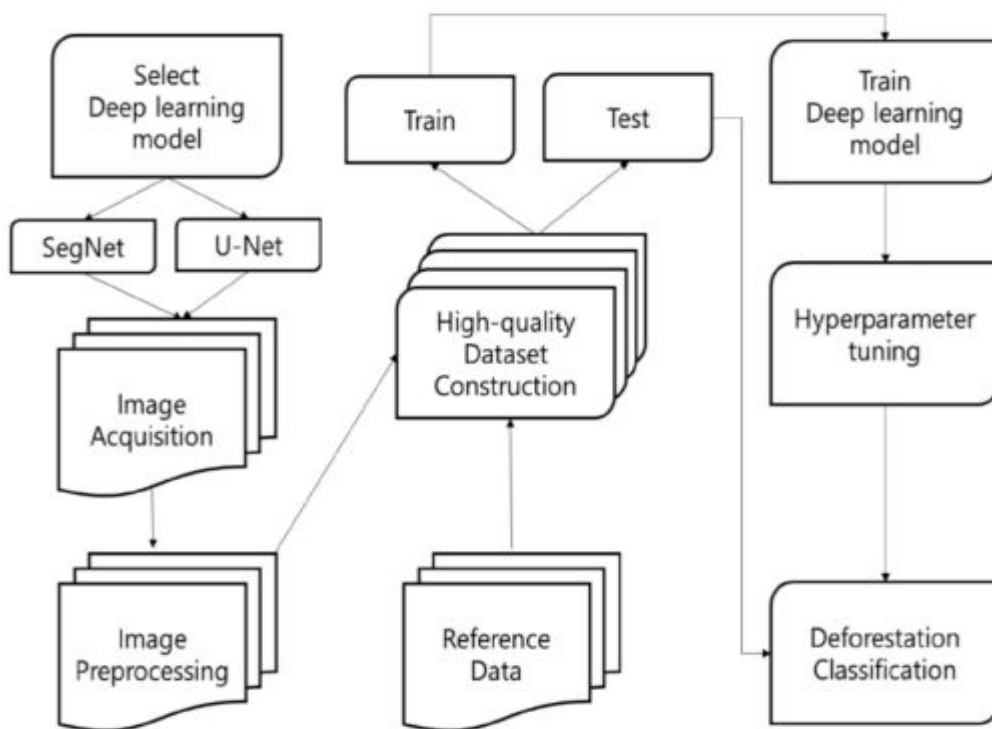 Select
Deep learning
model
SegNet
U-Net
Image
Acquisition
Image
Preprocessing
Train
Test
High-quality
Dataset
Construction
Reference
Data
Train
Deep learning
model
Hyperparameter
tuning
Deforestation
Classification